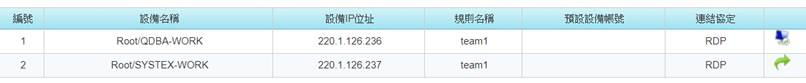 編號 設備名稱 設備IP位址 規則名稱 預設設備帳號 連結協定
1 Root/QDBA-WORK 220.1.126.236 team1 RDP
2 Root/SYSTEX-WORK 220.1.126.237 team1 RDP